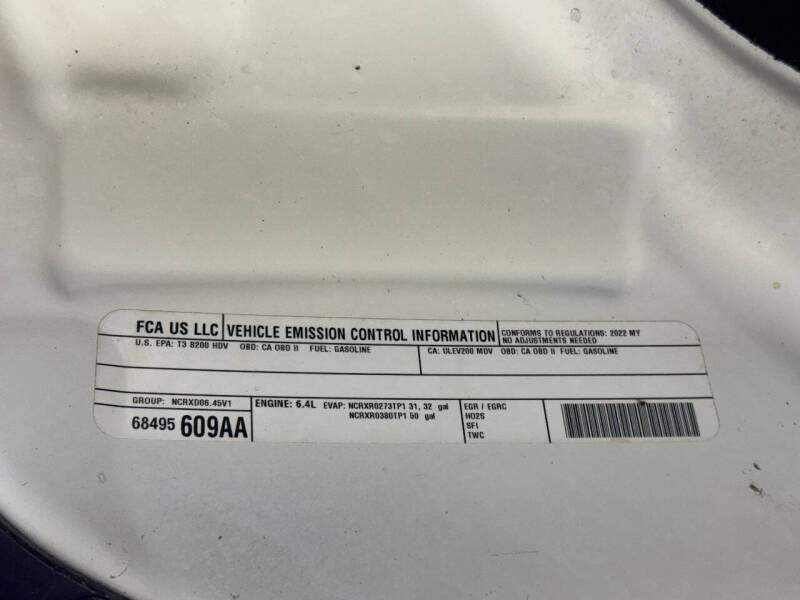 FCA US LLC VEHICLE EMISSION CONTROL INFORMATION CONFORMS TO REGULATIONS: 2022 MY
NO ADJUSTMENTS NEEDED
U.S. EPA: T3 B200 HDV OBD: CA OBD II FUEL: GASOLINE CA: ULEV200 MDV OBD: CA OBD II FUEL: GASOLINE
GROUP: NCRXD06.45V1
68495 609AA
ENGINE: 6.4L EVAP: NCRXR0273TP1 31, 32 gal
NCRXR0380TP1 50 gal
EGR / EGRC
HO2S
SFI
TWC